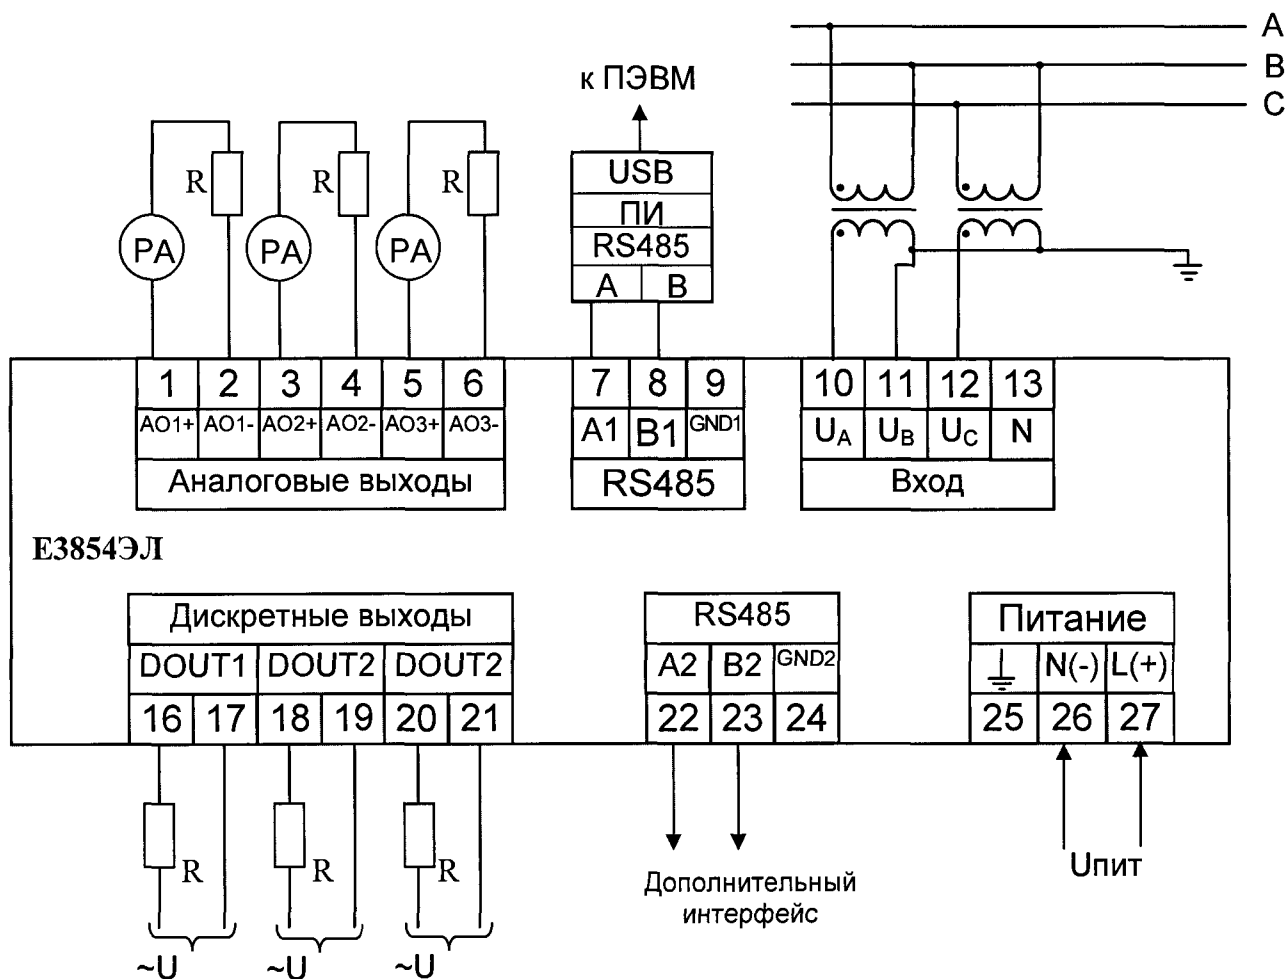 A
B
C
к ПЭВМ
USB
ПИ
RS485
A B
R R R
PA PA PA
1 2 3 4 5 6
AO1+ AO1- AO2+ AO2- AO3+ AO3-
Аналоговые выходы
7 8 9
A1 B1 GND1
RS485
10 11 12 13
UA UB UC N
Вход
Е3854ЭЛ
Дискретные выходы
DOUT1 DOUT2 DOUT2
16 17 18 19 20 21
RS485
A2 B2 GND2
22 23 24
Питание
N(-) L(+)
25 26 27
R R R
~U ~U ~U
Дополнительный
интерфейс
Uпит